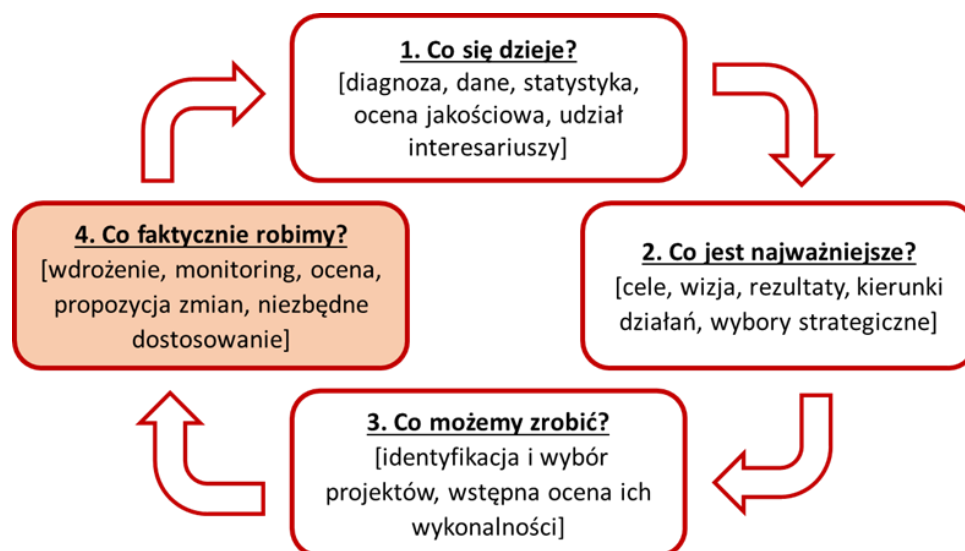 1. Co się dzieje?
[diagnoza, dane, statystyka,
ocena jakościowa, udział
interesariuszy]
2. Co jest najważniejsze?
[cele, wizja, rezultaty, kierunki
działań, wybory strategiczne]
3. Co możemy zrobić?
[identyfikacja i wybór
projektów, wstępna ocena ich
wykonalności]
4. Co faktycznie robimy?
[wdrożenie, monitoring, ocena,
propozycja zmian, niezbędne
dostosowanie]